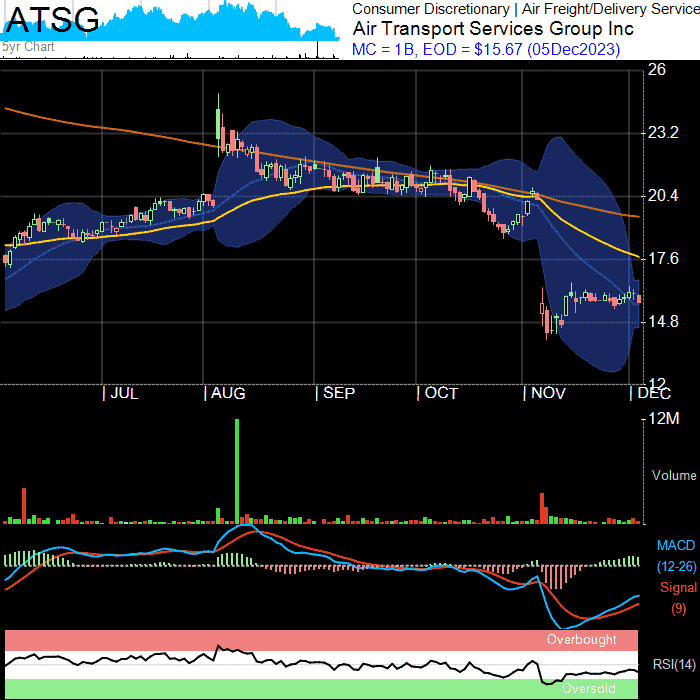 ATSG
5yr Chart
Consumer Discretionary | Air Freight/Delivery Service
Air Transport Services Group Inc
MC = 1B, EOD = $15.67 (05Dec2023)
26
23.2
20.4
17.6
14.8
12
| JUL | AUG | SEP | OCT | NOV | DEC
12M
Volume
MACD
(12-26)
Signal
(9)
Overbought
RSI(14)
Oversold